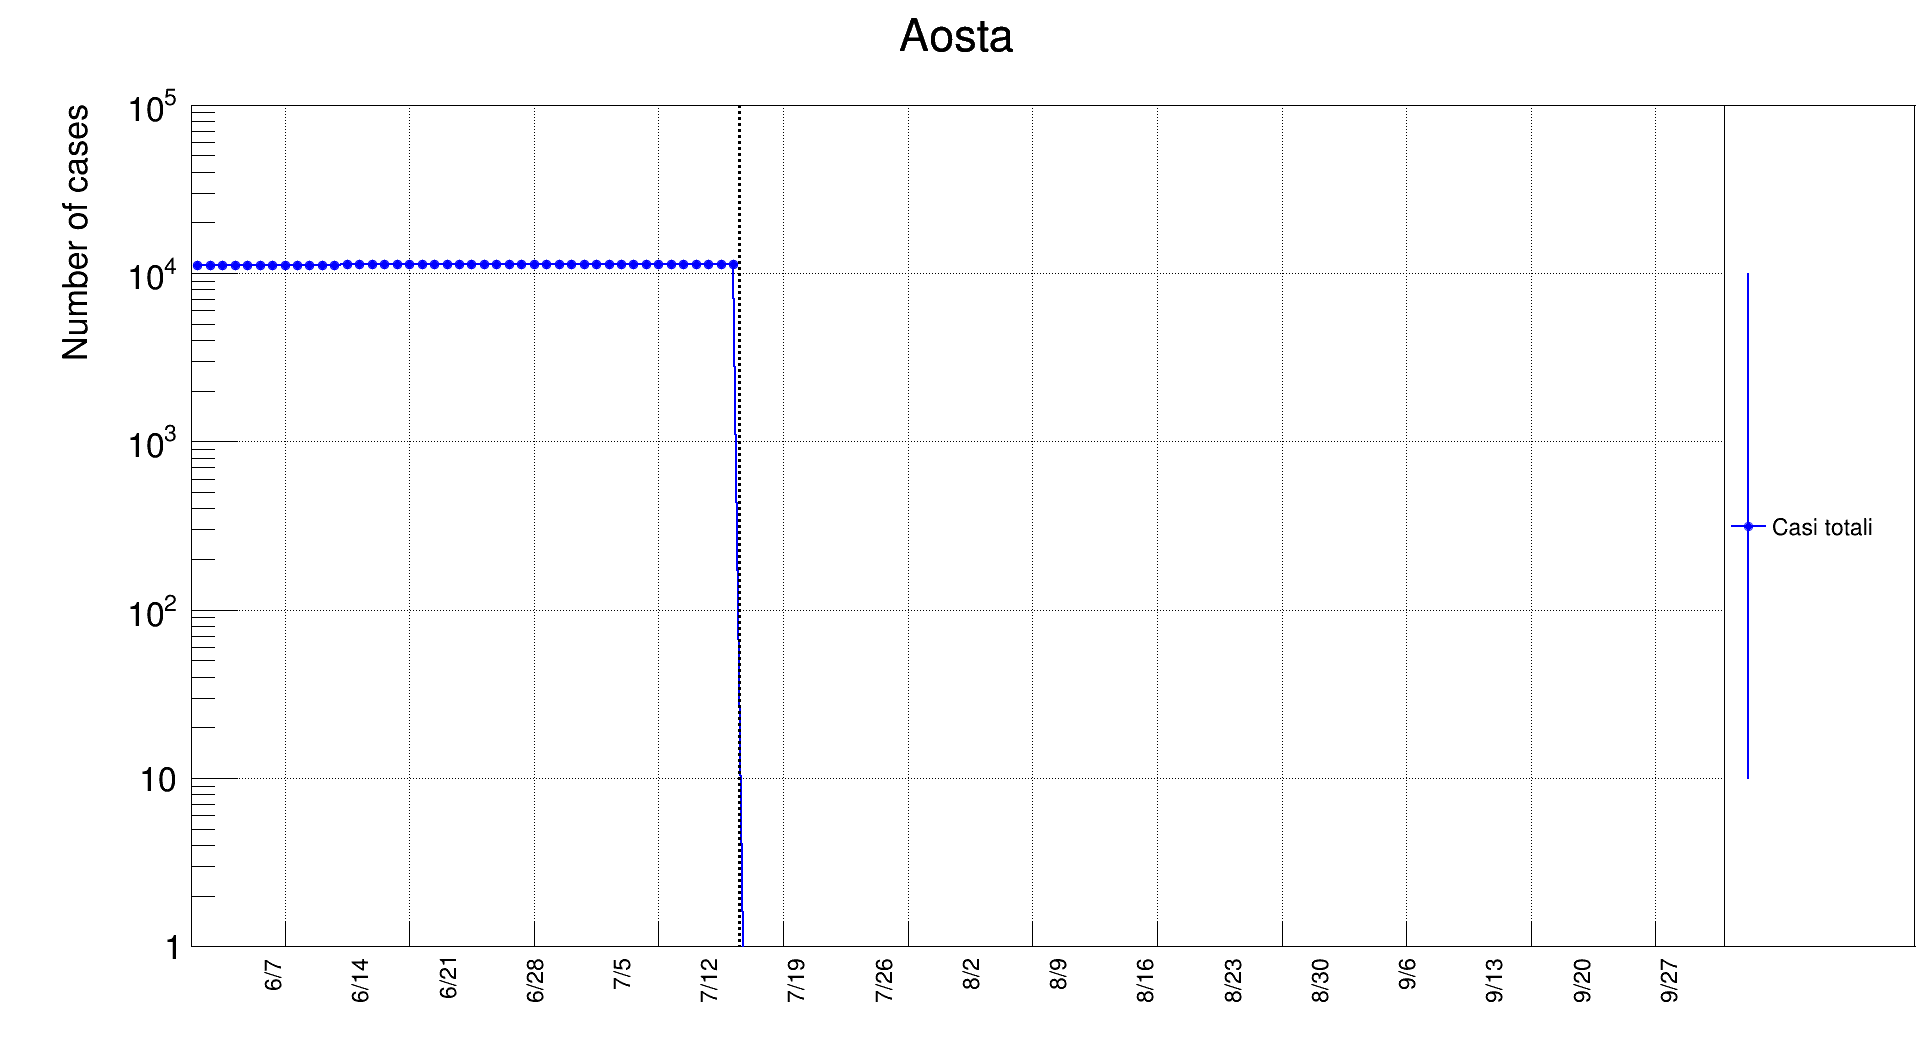 Aosta
Number of cases
10^5
10^4
10^3
10^2
10
1
6/7 6/14 6/21 6/28 7/5 7/12 7/19 7/26 8/2 8/9 8/16 8/23 8/30 9/6 9/13 9/20 9/27
Casi totali